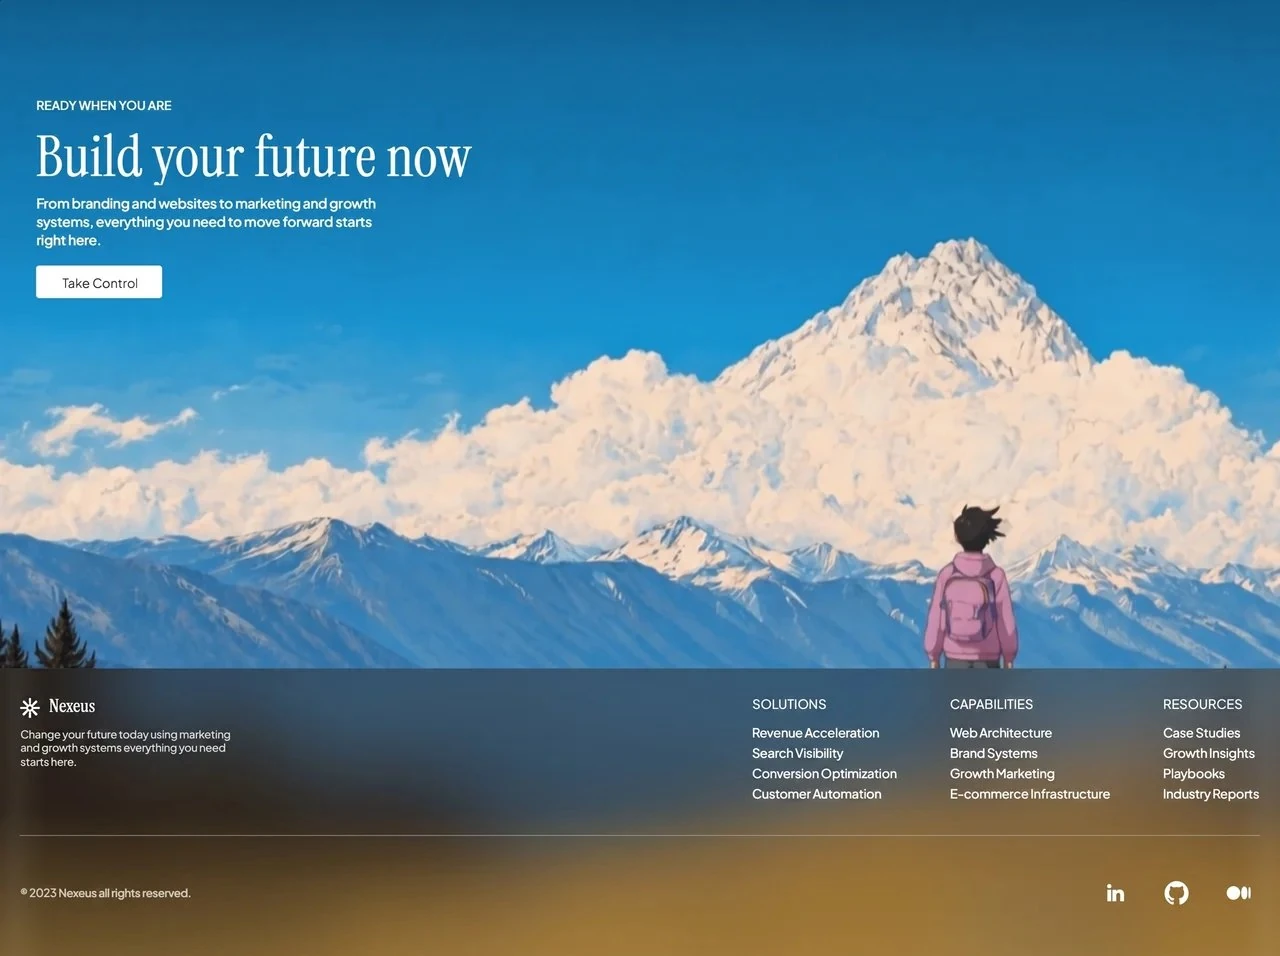 READY WHEN YOU ARE
Build your future now
From branding and websites to marketing and growth
systems, everything you need to move forward starts
right here.
Take Control
Nexeus
Change your future today using marketing
and growth systems everything you need
starts here.
SOLUTIONS
Revenue Acceleration
Search Visibility
Conversion Optimization
Customer Automation
CAPABILITIES
Web Architecture
Brand Systems
Growth Marketing
E-commerce Infrastructure
RESOURCES
Case Studies
Growth Insights
Playbooks
Industry Reports
© 2023 Nexeus all rights reserved.
in